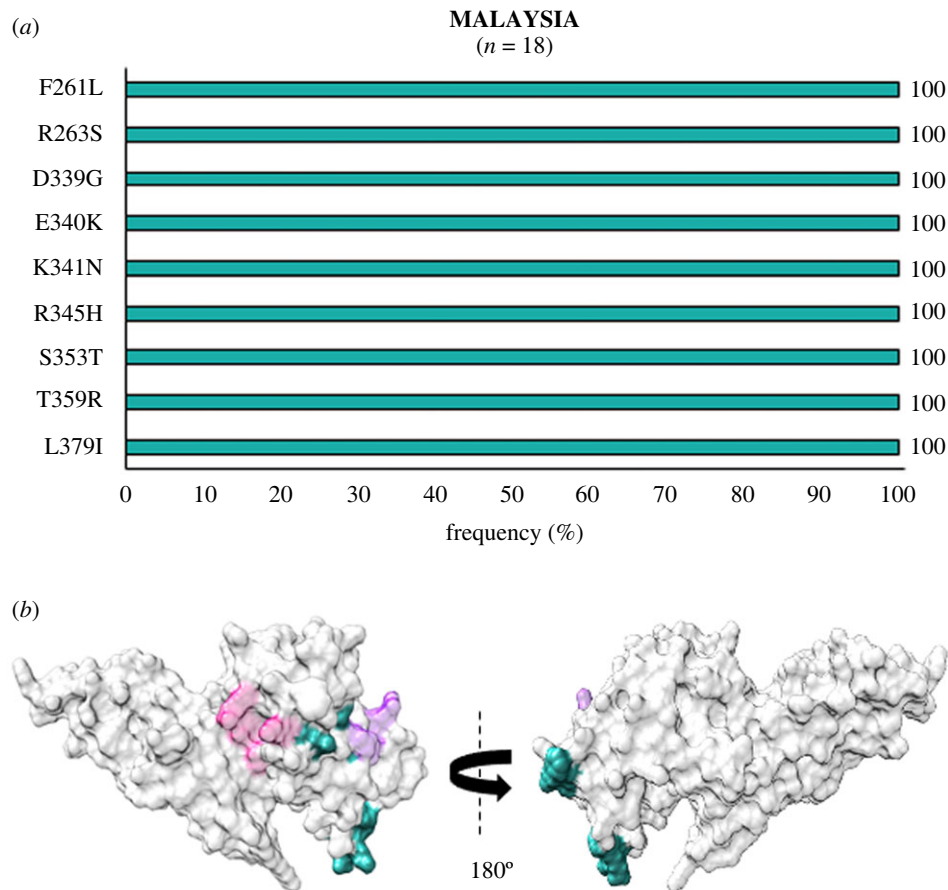 (a)
MALAYSIA
(n = 18)
F261L 100
R263S 100
D339G 100
E340K 100
K341N 100
R345H 100
S353T 100
T359R 100
L379I 100
0 10 20 30 40 50 60 70 80 90 100
frequency (%)
(b)
180º